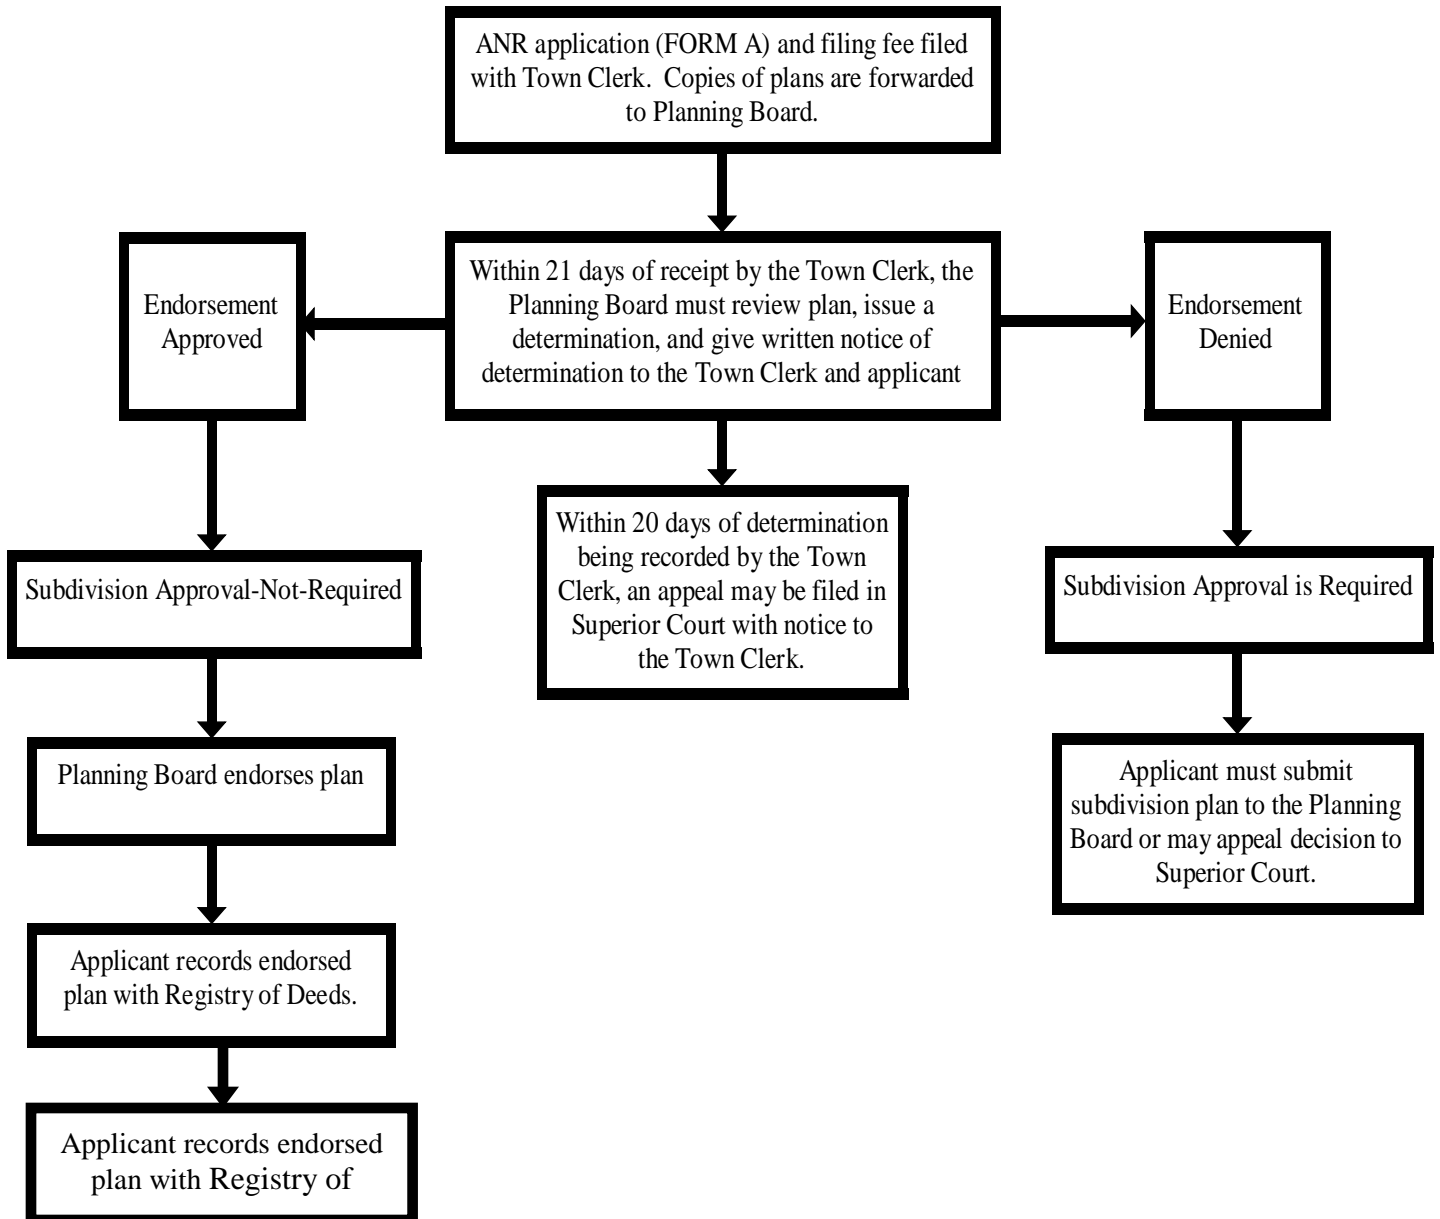 ANR application (FORM A) and filing fee filed
with Town Clerk. Copies of plans are forwarded
to Planning Board.
Endorsement
Approved
Within 21 days of receipt by the Town Clerk, the
Planning Board must review plan, issue a
determination, and give written notice of
determination to the Town Clerk and applicant
Endorsement
Denied
Subdivision Approval-Not-Required
Within 20 days of determination
being recorded by the Town
Clerk, an appeal may be filed in
Superior Court with notice to
the Town Clerk.
Subdivision Approval is Required
Planning Board endorses plan
Applicant must submit
subdivision plan to the Planning
Board or may appeal decision to
Superior Court.
Applicant records endorsed
plan with Registry of Deeds.
Applicant records endorsed
plan with Registry of